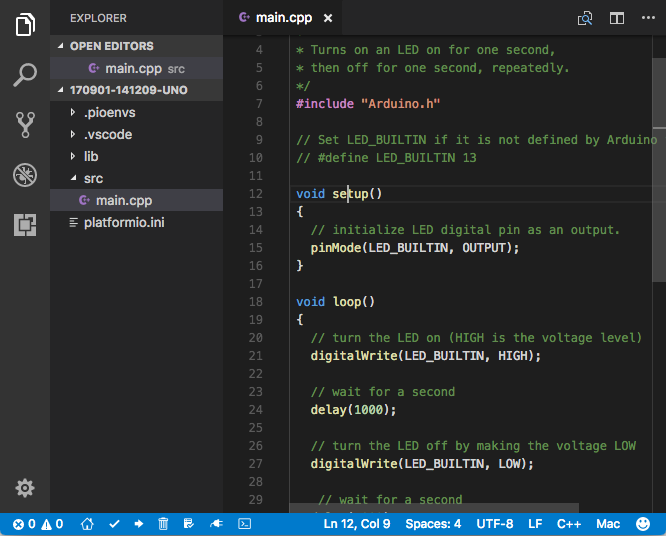 EXPLORER
OPEN EDITORS
main.cpp src
170901-141209-UNO
.pioenvs
.vscode
lib
src
main.cpp
platformio.ini
main.cpp
4 * Turns on an LED on for one second,
5 * then off for one second, repeatedly.
6 */
7 #include "Arduino.h"
8
9 // Set LED_BUILTIN if it is not defined by Arduino
10 // #define LED_BUILTIN 13
11
12 void setup()
13 {
14 // initialize LED digital pin as an output.
15 pinMode(LED_BUILTIN, OUTPUT);
16 }
17
18 void loop()
19 {
20 // turn the LED on (HIGH is the voltage level)
21 digitalWrite(LED_BUILTIN, HIGH);
22
23 // wait for a second
24 delay(1000);
25
26 // turn the LED off by making the voltage LOW
27 digitalWrite(LED_BUILTIN, LOW);
28
29 // wait for a second
0 0 Ln 12, Col 9 Spaces: 4 UTF-8 LF C++ Mac